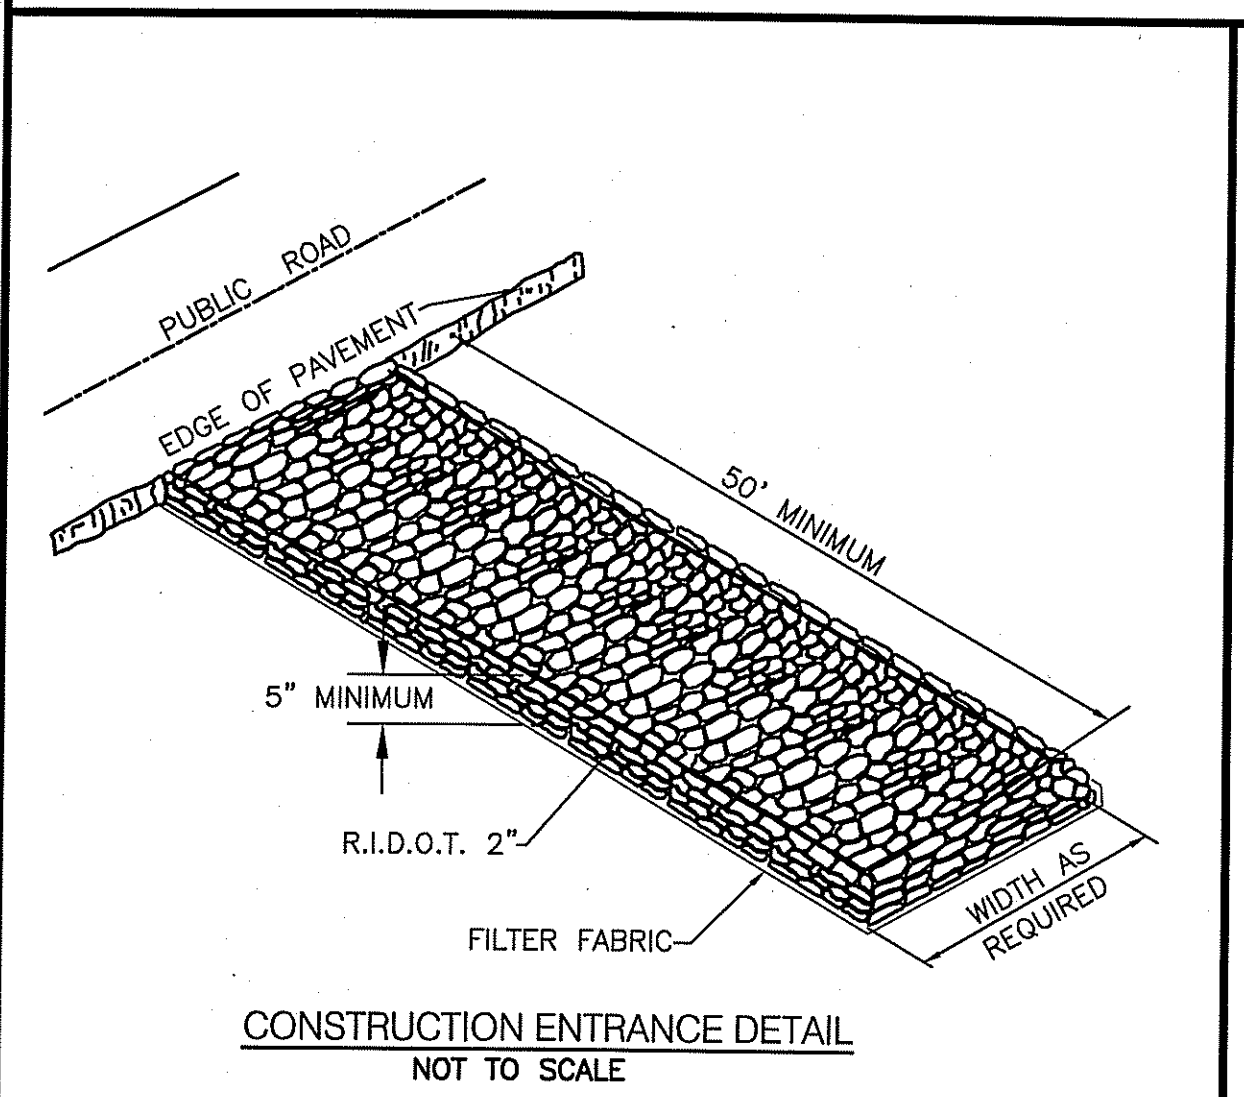 PUBLIC ROAD
EDGE OF PAVEMENT
50' MINIMUM
5" MINIMUM
R.I.D.O.T. 2"
FILTER FABRIC
WIDTH AS
REQUIRED
CONSTRUCTION ENTRANCE DETAIL
NOT TO SCALE